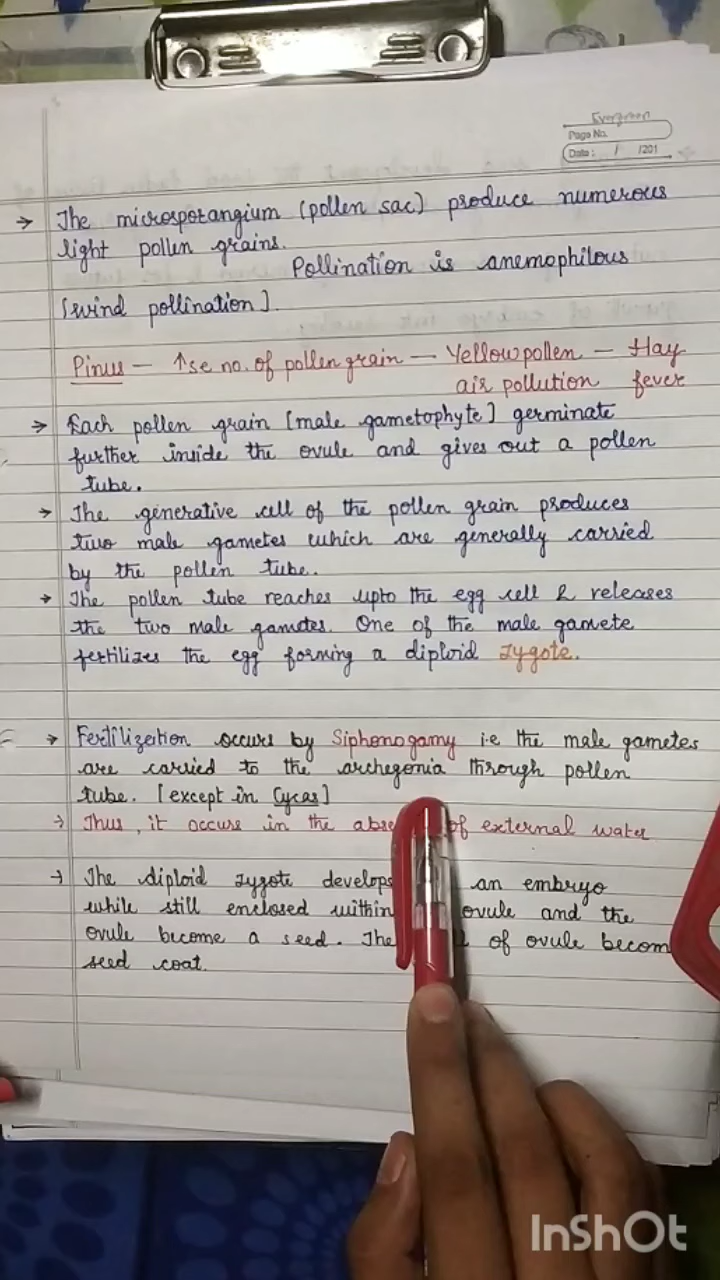 Evergreen
Page No.
Date : / /201
→ The microsporangium (pollen sac) produce numerous
light pollen grains.
Pollination is anemophilous
[wind pollination].
Pinus — ↑se no. of pollen grain — Yellow pollen — Hay
air pollution fever
→ Each pollen grain [male gametophyte] germinate
further inside the ovule and gives out a pollen
tube.
→ The generative cell of the pollen grain produces
two male gametes which are generally carried
by the pollen tube.
→ The pollen tube reaches upto the egg cell & releases
the two male gametes. One of the male gamete
fertilizes the egg forming a diploid zygote.
→ Fertilization occurs by Siphonogamy i.e the male gametes
are carried to the archegonia through pollen
tube. [except in Cycas]
→ Thus, it occurs in the abse of external water
→ The diploid zygote develops an embryo
while still enclosed within ovule and the
ovule become a seed. The of ovule becom
seed coat.
InShOt